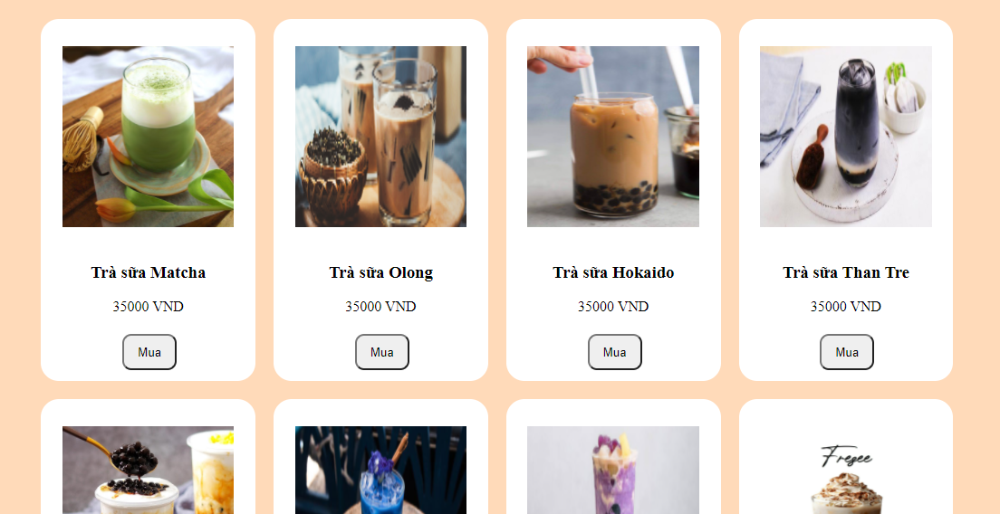 Trà sữa Matcha
35000 VND
Mua
Trà sữa Olong
35000 VND
Mua
Trà sữa Hokaido
35000 VND
Mua
Trà sữa Than Tre
35000 VND
Mua
Fregee